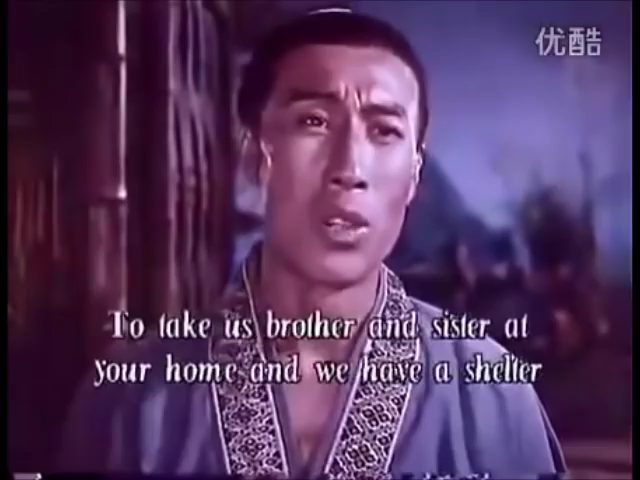 优酷
To take us brother and sister at
your home and we have a shelter